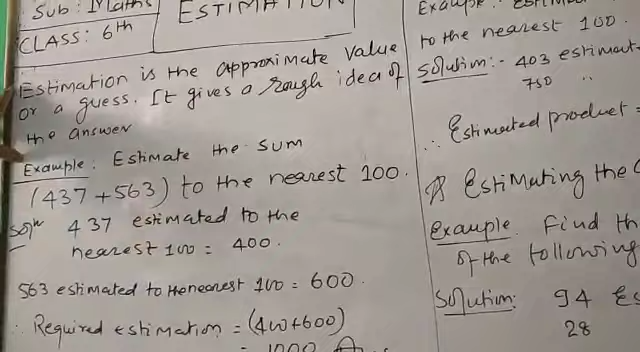 Sub: Maths
CLASS: 6th
ESTIMATION
Estimation is the approximate value
or a guess. It gives a rough idea of
the answer
Example: Estimate the sum
(437+563) to the nearest 100.
Solⁿ 437 estimated to the
nearest 100 = 400.
563 estimated to the nearest 100 = 600.
∴ Required estimation = (400+600)
= 1000
Example:
to the nearest 100.
Solution:- 403
750 "
∴ Estimated product =
Estimating the
Example. Find
of the following
Solution: 94
28